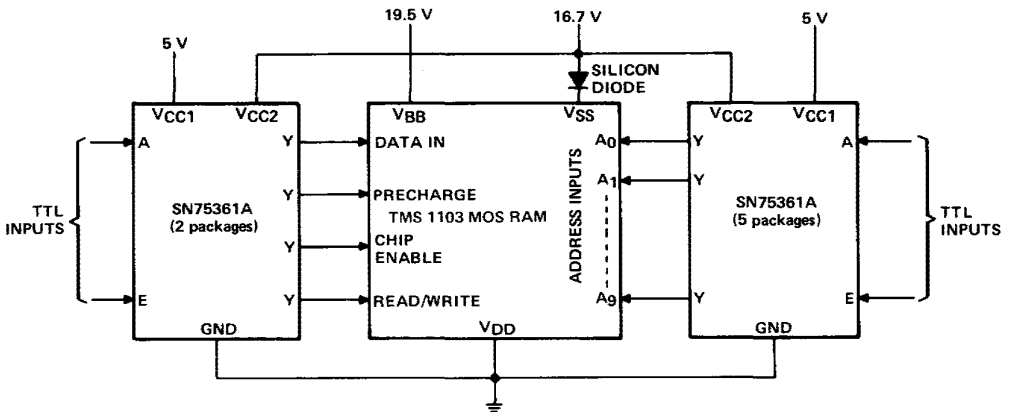 19.5 V
16.7 V
5 V
5 V
SILICON
DIODE
VCC1
VCC2
VBB
VSS
VCC2
VCC1
A
Y
DATA IN
A0
Y
A
Y
PRECHARGE
A1
Y
TTL
INPUTS
SN75361A
(2 packages)
TMS 1103 MOS RAM
ADDRESS INPUTS
SN75361A
(5 packages)
TTL
INPUTS
Y
CHIP
ENABLE
E
Y
READ/WRITE
A9
Y
E
GND
VDD
GND